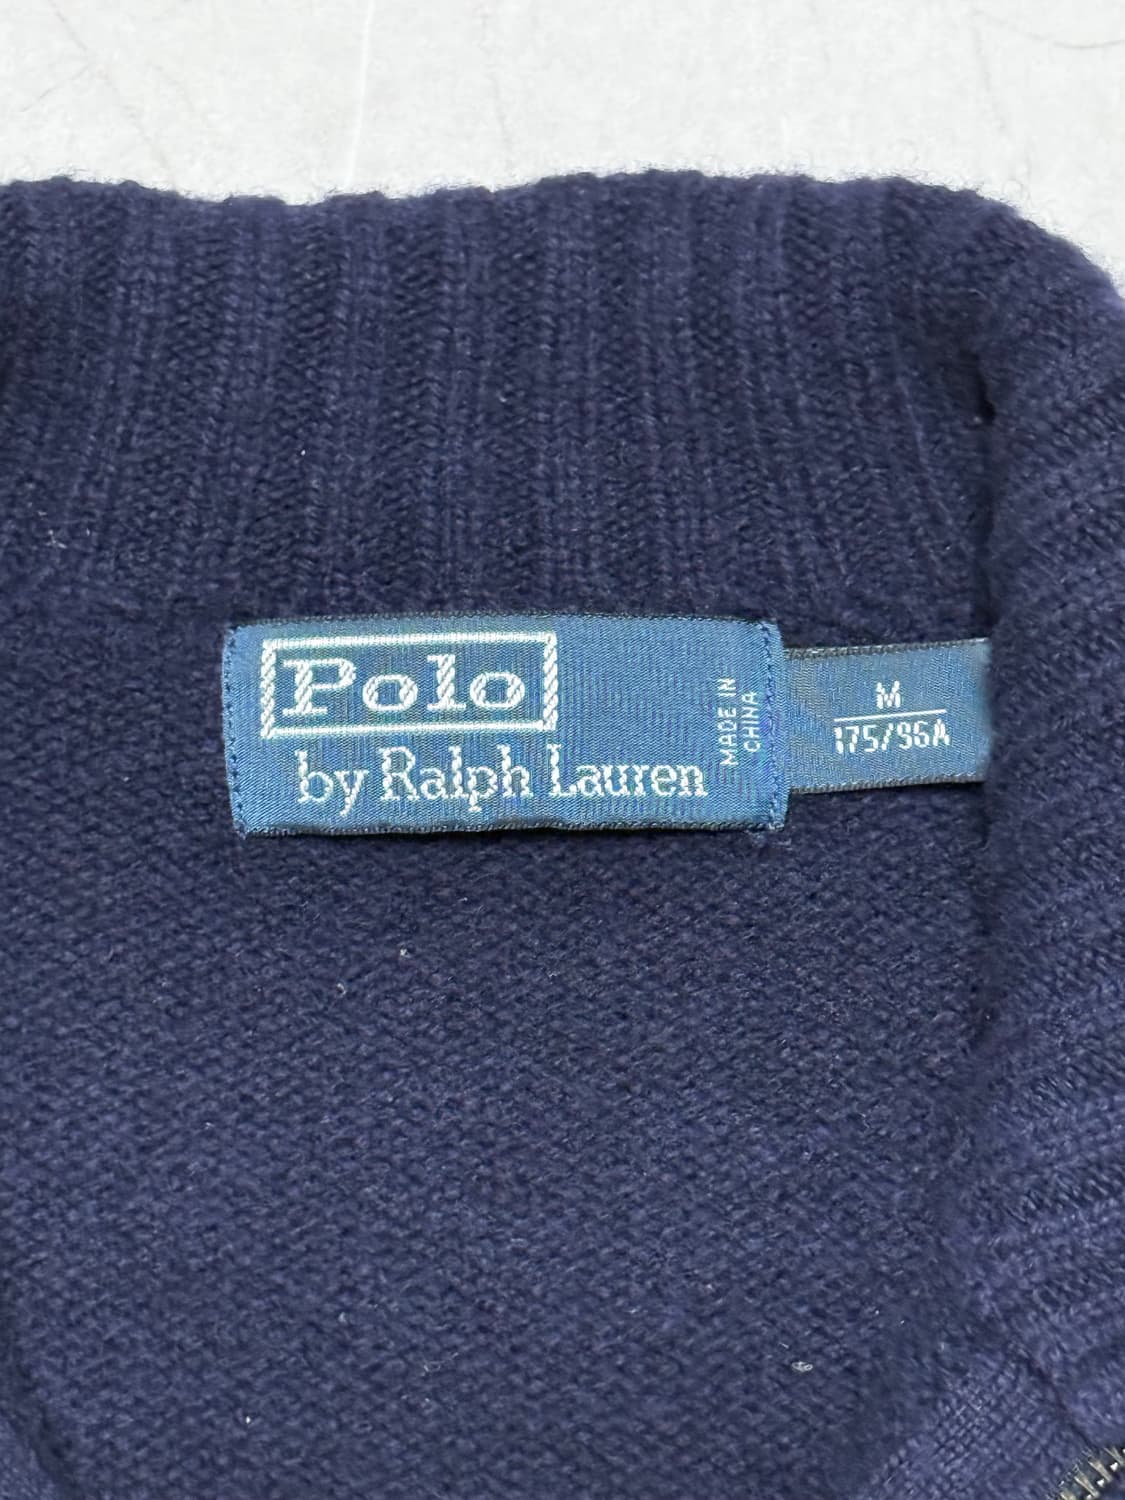 Polo
by Ralph Lauren
MADE IN
CHINA
M
175/96A